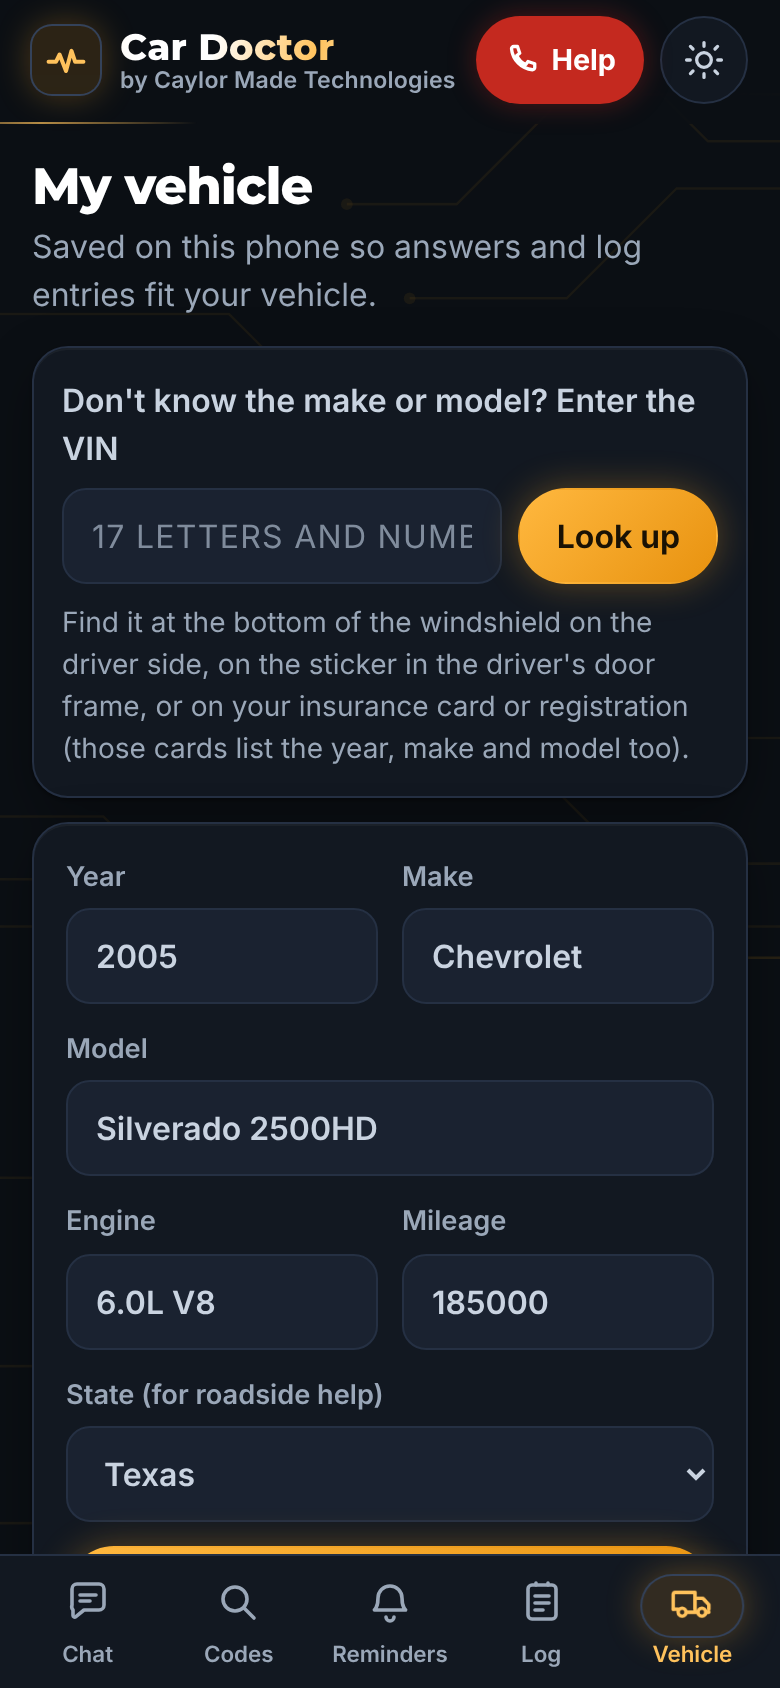 Car Doctor
by Caylor Made Technologies
Help
My vehicle
Saved on this phone so answers and log
entries fit your vehicle.
Don't know the make or model? Enter the
VIN
17 LETTERS AND NUME
Look up
Find it at the bottom of the windshield on the
driver side, on the sticker in the driver's door
frame, or on your insurance card or registration
(those cards list the year, make and model too).
Year
Make
2005
Chevrolet
Model
Silverado 2500HD
Engine
Mileage
6.0L V8
185000
State (for roadside help)
Texas
Chat
Codes
Reminders
Log
Vehicle